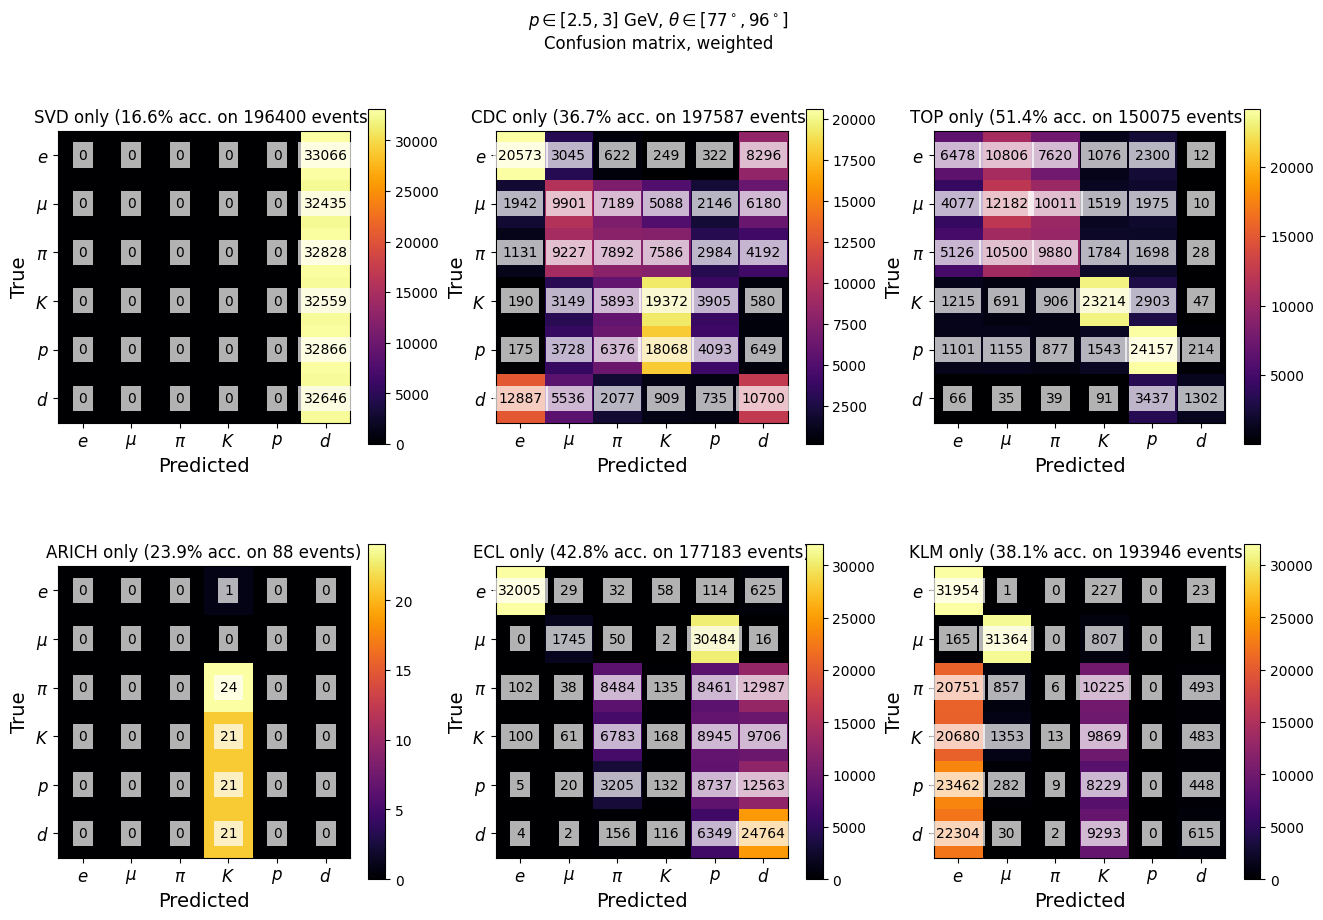 p ∈ [2.5, 3] GeV, θ ∈ [77°, 96°]
Confusion matrix, weighted
SVD only (16.6% acc. on 196400 events
True
e 0 0 0 0 0 33066
μ 0 0 0 0 0 32435
π 0 0 0 0 0 32828
K 0 0 0 0 0 32559
p 0 0 0 0 0 32866
d 0 0 0 0 0 32646
e μ π K p d
Predicted
30000
25000
20000
15000
10000
5000
0
CDC only (36.7% acc. on 197587 events
True
e 20573 3045 622 249 322 8296
μ 1942 9901 7189 5088 2146 6180
π 1131 9227 7892 7586 2984 4192
K 190 3149 5893 19372 3905 580
p 175 3728 6376 18068 4093 649
d 12887 5536 2077 909 735 10700
e μ π K p d
Predicted
20000
17500
15000
12500
10000
7500
5000
2500
TOP only (51.4% acc. on 150075 events
True
e 6478 10806 7620 1076 2300 12
μ 4077 12182 10011 1519 1975 10
π 5126 10500 9880 1784 1698 28
K 1215 691 906 23214 2903 47
p 1101 1155 877 1543 24157 214
d 66 35 39 91 3437 1302
e μ π K p d
Predicted
20000
15000
10000
5000
ARICH only (23.9% acc. on 88 events)
True
e 0 0 0 1 0 0
μ 0 0 0 0 0 0
π 0 0 0 24 0 0
K 0 0 0 21 0 0
p 0 0 0 21 0 0
d 0 0 0 21 0 0
e μ π K p d
Predicted
20
15
10
5
0
ECL only (42.8% acc. on 177183 events)
True
e 32005 29 32 58 114 625
μ 0 1745 50 2 30484 16
π 102 38 8484 135 8461 12987
K 100 61 6783 168 8945 9706
p 5 20 3205 132 8737 12563
d 4 2 156 116 6349 24764
e μ π K p d
Predicted
30000
25000
20000
15000
10000
5000
0
KLM only (38.1% acc. on 193946 events
True
e 31954 1 0 227 0 23
μ 165 31364 0 807 0 1
π 20751 857 6 10225 0 493
K 20680 1353 13 9869 0 483
p 23462 282 9 8229 0 448
d 22304 30 2 9293 0 615
e μ π K p d
Predicted
30000
25000
20000
15000
10000
5000
0